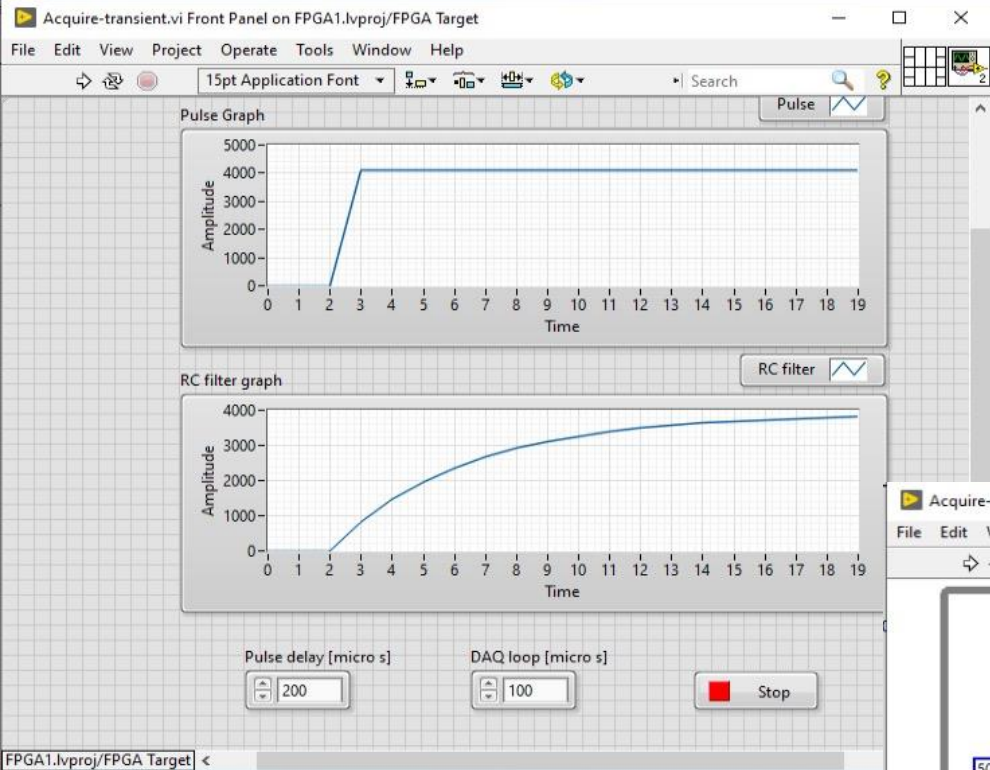 Acquire-transient.vi Front Panel on FPGA1.lvproj/FPGA Target
File Edit View Project Operate Tools Window Help
15pt Application Font Search
2
Pulse Graph Pulse
5000
4000
3000
2000
1000
0
Amplitude
0 1 2 3 4 5 6 7 8 9 10 11 12 13 14 15 16 17 18 19
Time
RC filter graph RC filter
4000
3000
2000
1000
0
Amplitude
0 1 2 3 4 5 6 7 8 9 10 11 12 13 14 15 16 17 18 19
Time
Acquire-
File Edit V
Pulse delay [micro s] DAQ loop [micro s]
200 100 Stop
FPGA1.lvproj/FPGA Target